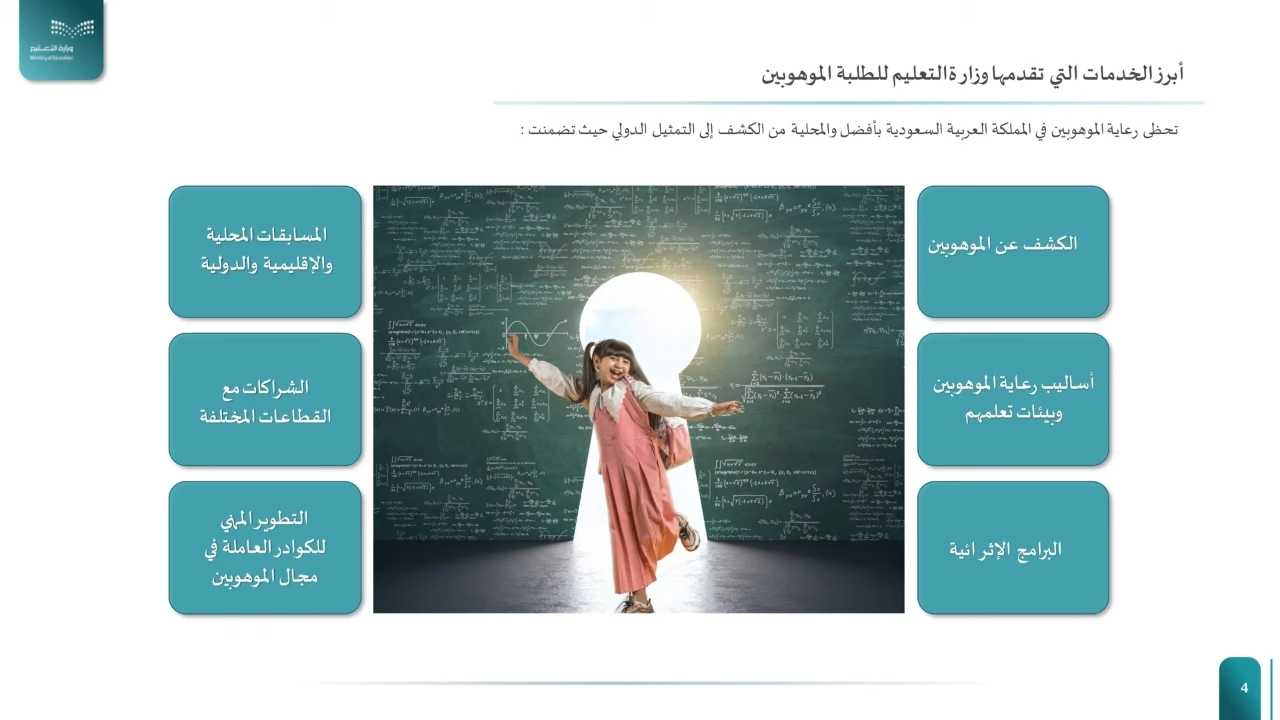 وزارة التعليم
Ministry of Education
أبرز الخدمات التي تقدمها وزارة التعليم للطلبة الموهوبين
تحظى رعاية الموهوبين في المملكة العربية السعودية بأفضل والمحلية من الكشف إلى التمثيل الدولي حيث تضمنت :
الكشف عن الموهوبين
أساليب رعاية الموهوبين
وبيئات تعلمهم
البرامج الإثرائية
المسابقات المحلية
والإقليمية والدولية
الشراكات مع
القطاعات المختلفة
التطوير المهني
للكوادر العاملة في
مجال الموهوبين
4